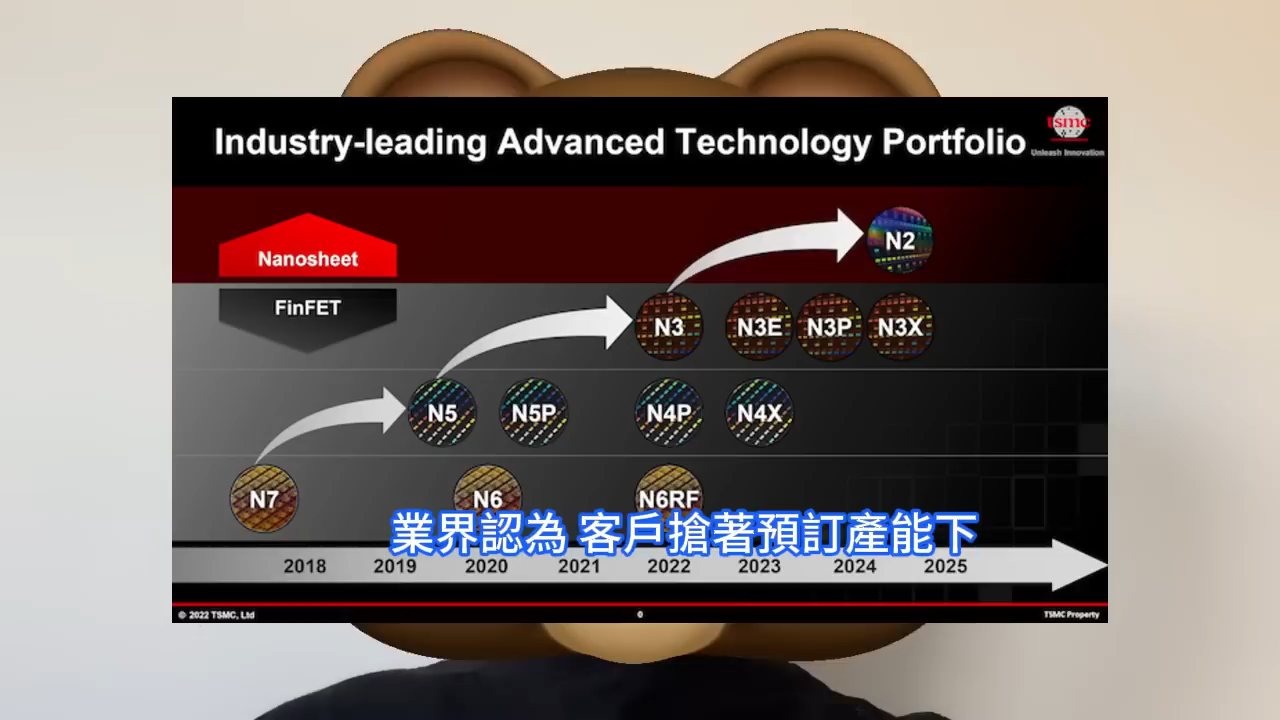 Industry-leading Advanced Technology Portfolio
tsmc
Unleash Innovation
Nanosheet
FinFET
N2
N3
N3E
N3P
N3X
N5
N5P
N4P
N4X
N7
N6
N6RF
業界認為 客戶搶著預訂產能下
2018
2019
2020
2021
2022
2023
2024
2025
© 2022 TSMC, Ltd
0
TSMC Property